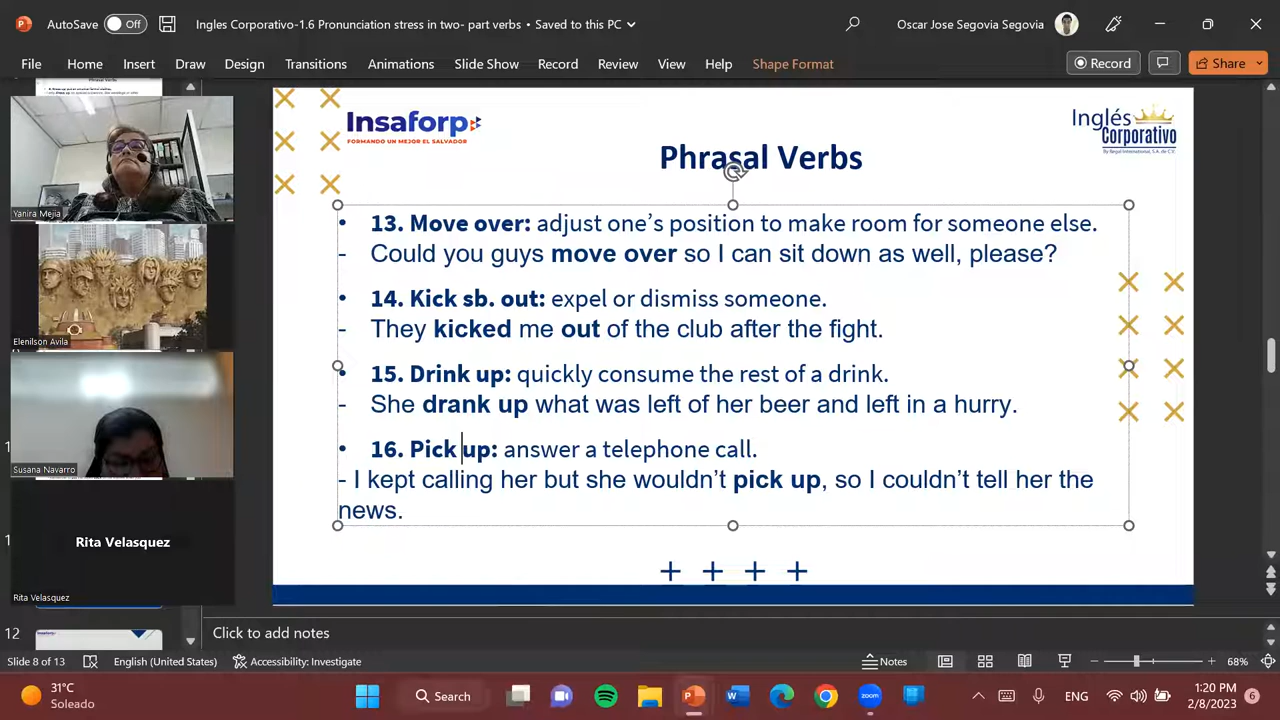 AutoSave Off Ingles Corporativo-1.6 Pronunciation stress in two- part verbs • Saved to this PC Oscar Jose Segovia Segovia
File Home Insert Draw Design Transitions Animations Slide Show Record Review View Help Shape Format Record Share
Phrasal Verbs
Yanira Mejia
Elenilson Avila
Susana Navarro
Rita Velasquez
Rita Velasquez
12
Insaforp
FORMANDO UN MEJOR EL SALVADOR
Inglés
Corporativo
By Regal International, S.A. de C.V.
Phrasal Verbs
• 13. Move over: adjust one’s position to make room for someone else.
- Could you guys move over so I can sit down as well, please?
• 14. Kick sb. out: expel or dismiss someone.
- They kicked me out of the club after the fight.
• 15. Drink up: quickly consume the rest of a drink.
- She drank up what was left of her beer and left in a hurry.
• 16. Pick up: answer a telephone call.
- I kept calling her but she wouldn’t pick up, so I couldn’t tell her the
news.
+ + + +
Click to add notes
Slide 8 of 13 English (United States) Accessibility: Investigate Notes 68%
31°C
Soleado
Search
zoom
ENG
1:20 PM
2/8/2023
6